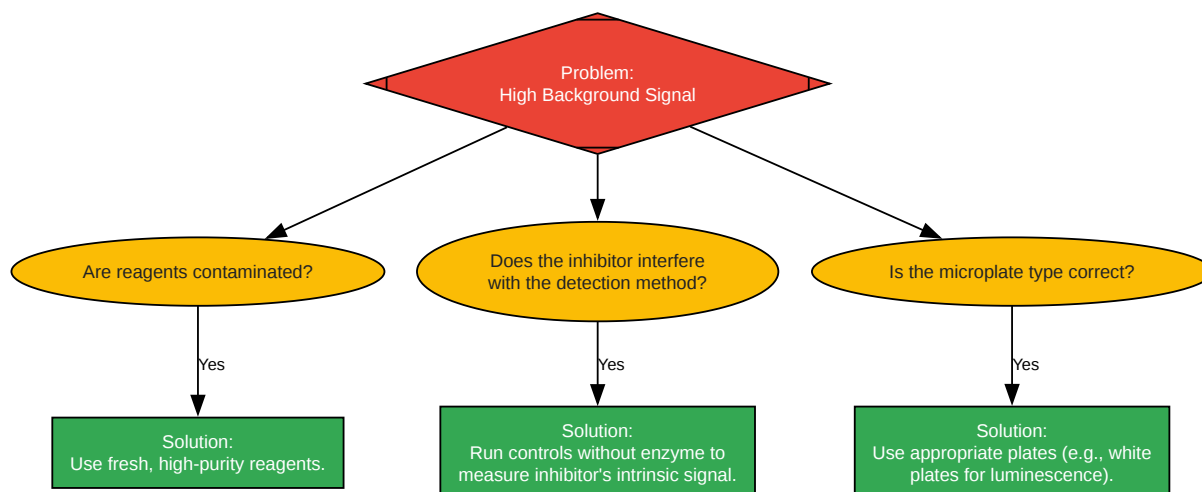 Problem:
High Background Signal
Are reagents contaminated?
Does the inhibitor interfere
with the detection method?
Is the microplate type correct?
Yes
Yes
Yes
Solution:
Use fresh, high-purity reagents.
Solution:
Run controls without enzyme to
measure inhibitor's intrinsic signal.
Solution:
Use appropriate plates (e.g., white
plates for luminescence).